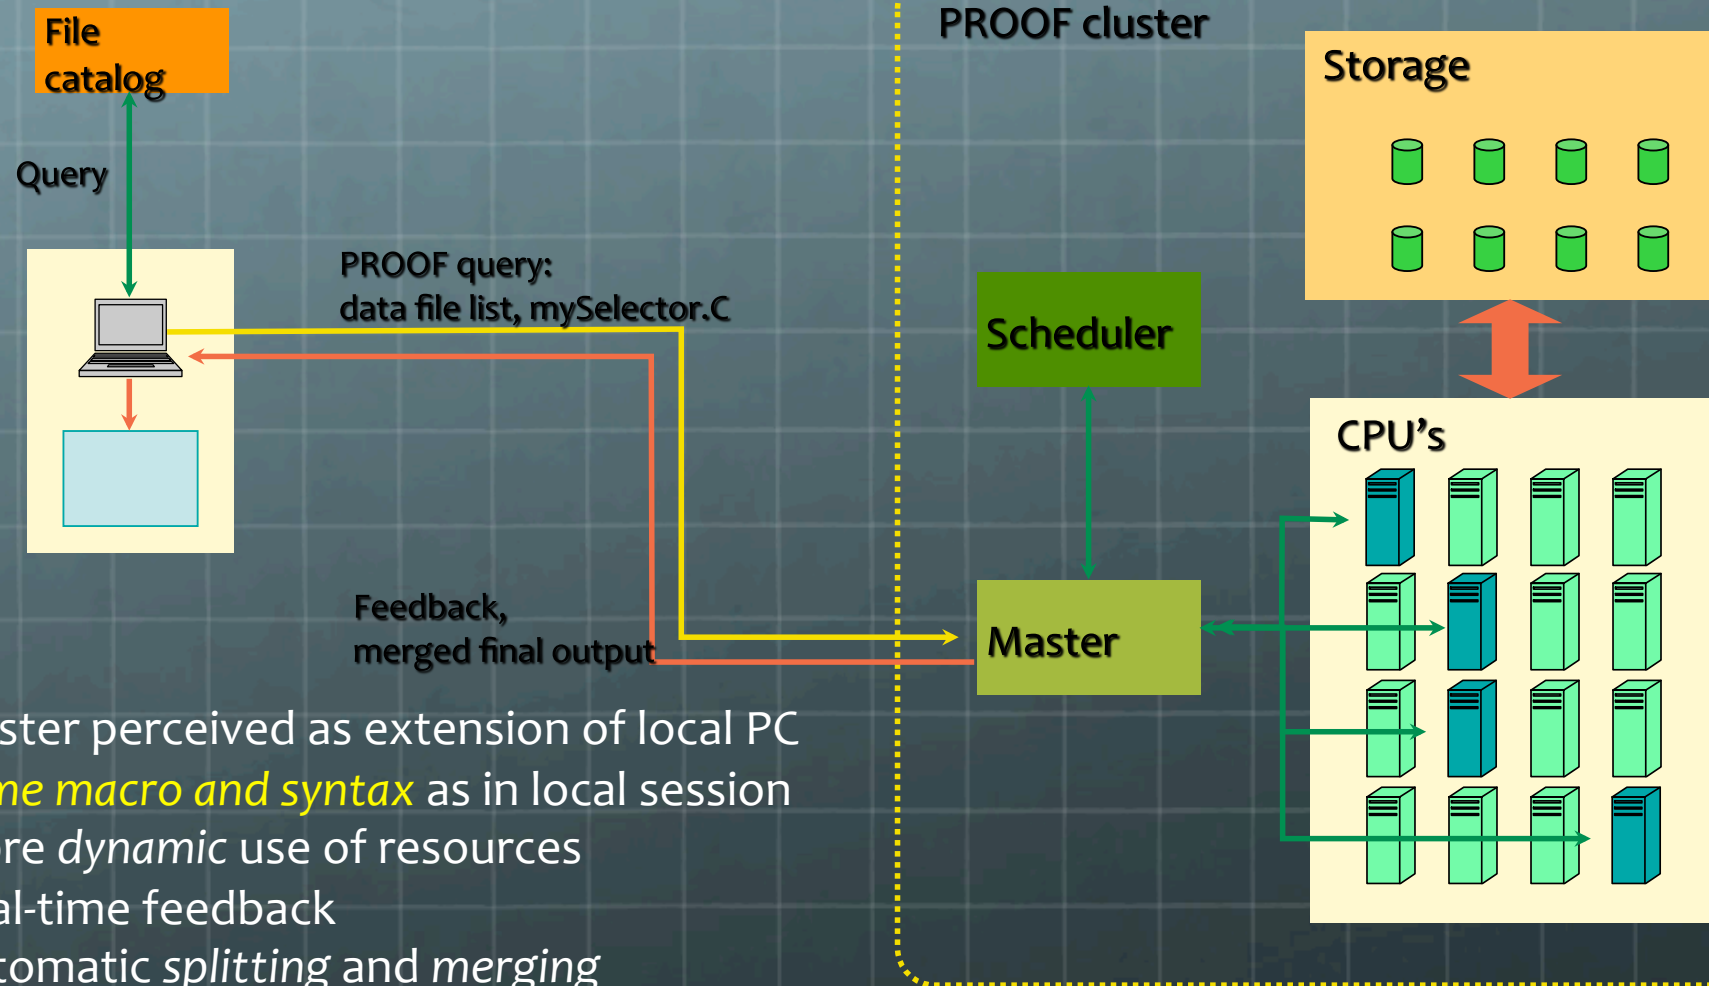 File
catalog
Query
PROOF query:
data file list, mySelector.C
Feedback,
merged final output
PROOF cluster
Storage
Scheduler
CPU’s
Master
ster perceived as extension of local PC
me macro and syntax as in local session
ore dynamic use of resources
al-time feedback
tomatic splitting and merging